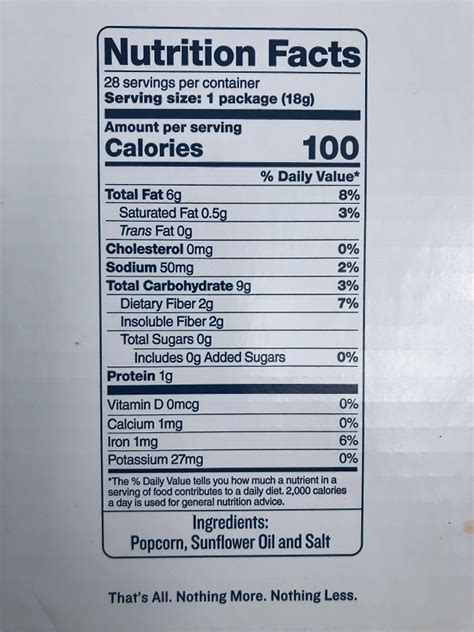 Nutrition Facts
28 servings per container
Serving size: 1 package (18g)
Amount per serving
Calories 100
% Daily Value*
Total Fat 6g 8%
Saturated Fat 0.5g 3%
Trans Fat 0g
Cholesterol 0mg 0%
Sodium 50mg 2%
Total Carbohydrate 9g 3%
Dietary Fiber 2g 7%
Insoluble Fiber 2g
Total Sugars 0g
Includes 0g Added Sugars 0%
Protein 1g
Vitamin D 0mcg 0%
Calcium 1mg 0%
Iron 1mg 6%
Potassium 27mg 0%
*The % Daily Value tells you how much a nutrient in a
serving of food contributes to a daily diet. 2,000 calories
a day is used for general nutrition advice.
Ingredients:
Popcorn, Sunflower Oil and Salt
That's All. Nothing More. Nothing Less.